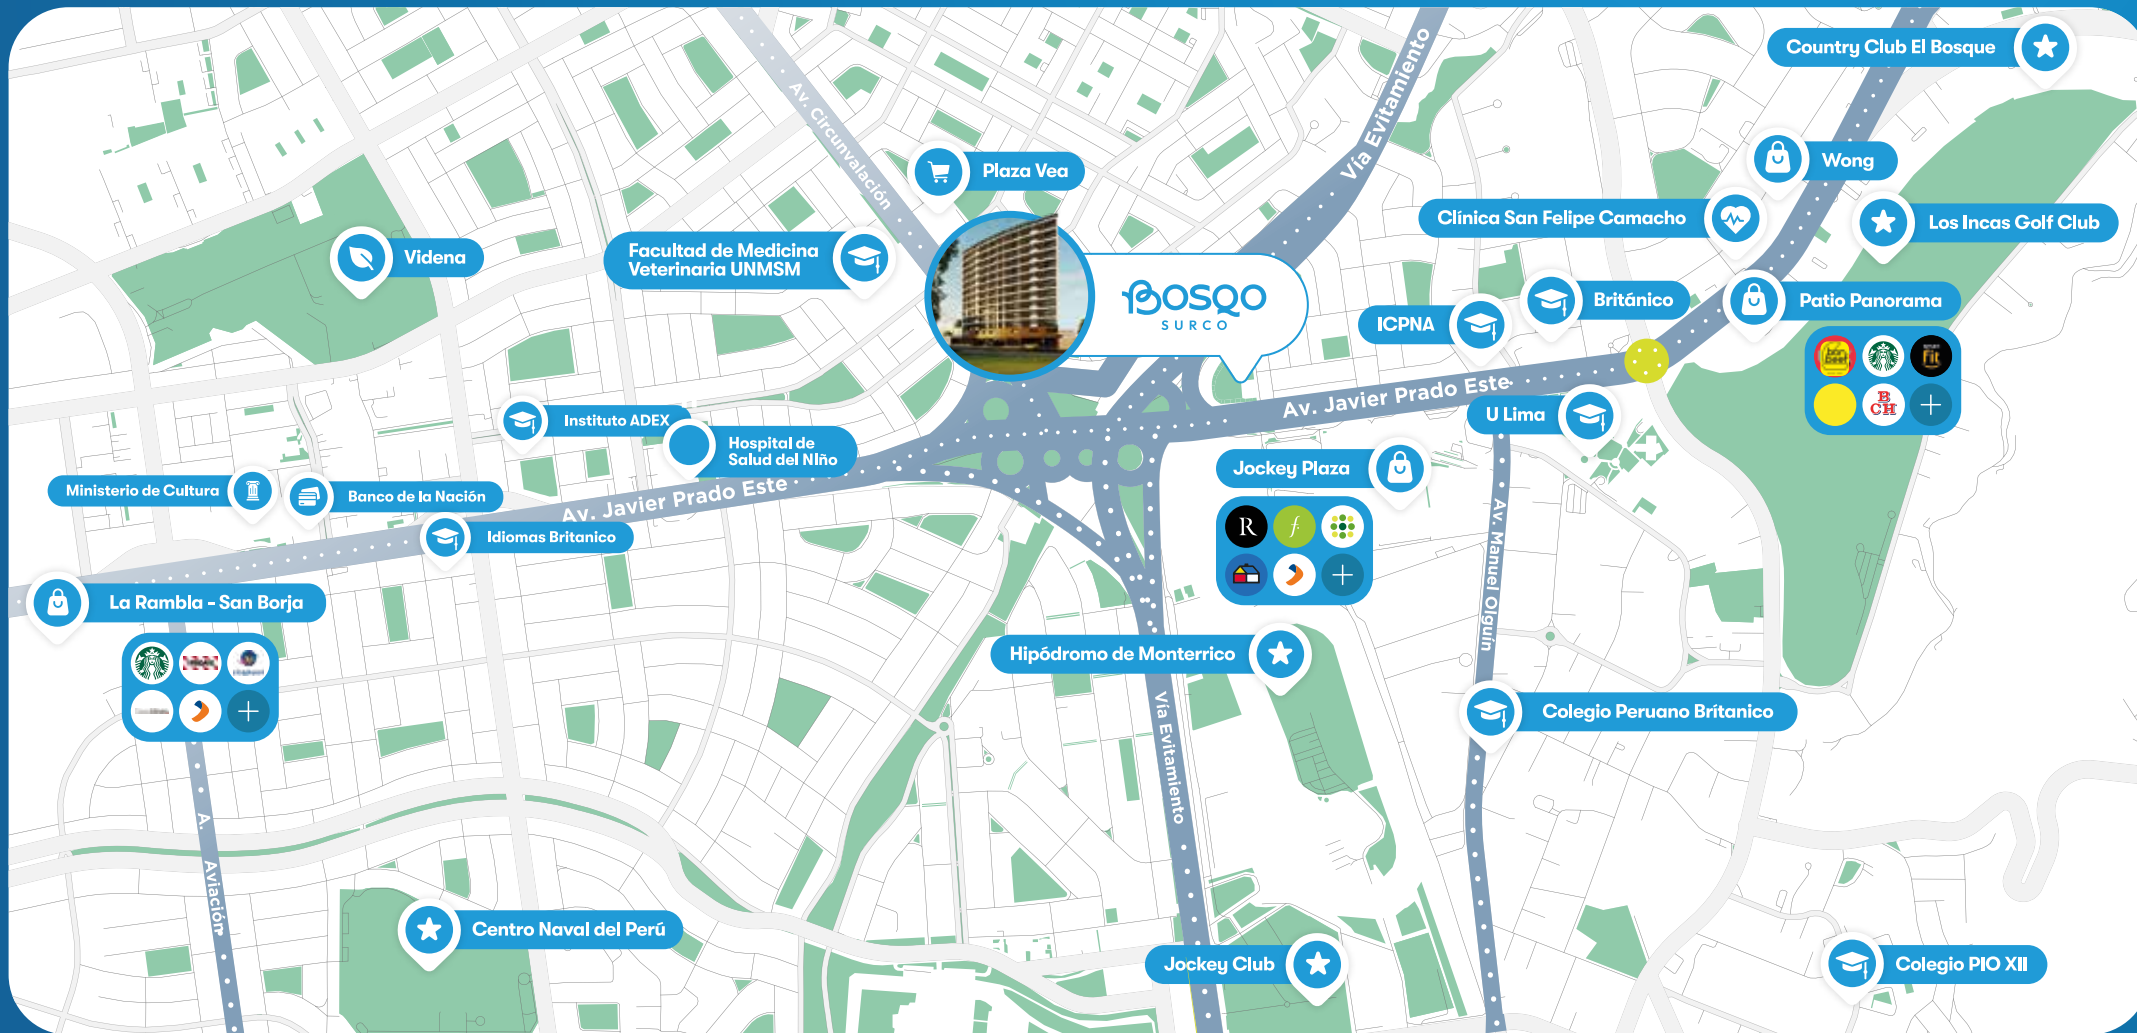 Country Club El Bosque
Av. Circunvalación
Vía Evitamiento
Plaza Vea
Wong
Clínica San Felipe Camacho
Los Incas Golf Club
Videna
Facultad de Medicina
Veterinaria UNMSM
BOSQO
SURCO
ICPNA
Británico
Patio Panorama
Fit
B
CH
Av. Javier Prado Este
U Lima
Instituto ADEX
Hospital de
Salud del NIño
Jockey Plaza
R
f.
Ministerio de Cultura
Banco de la Nación
Av. Javier Prado Este
Idiomas Britanico
Av. Manuel Olguín
La Rambla - San Borja
Hipódromo de Monterrico
Vía Evitamiento
Colegio Peruano Brítanico
A. Aviación
Centro Naval del Perú
Jockey Club
Colegio PIO XII